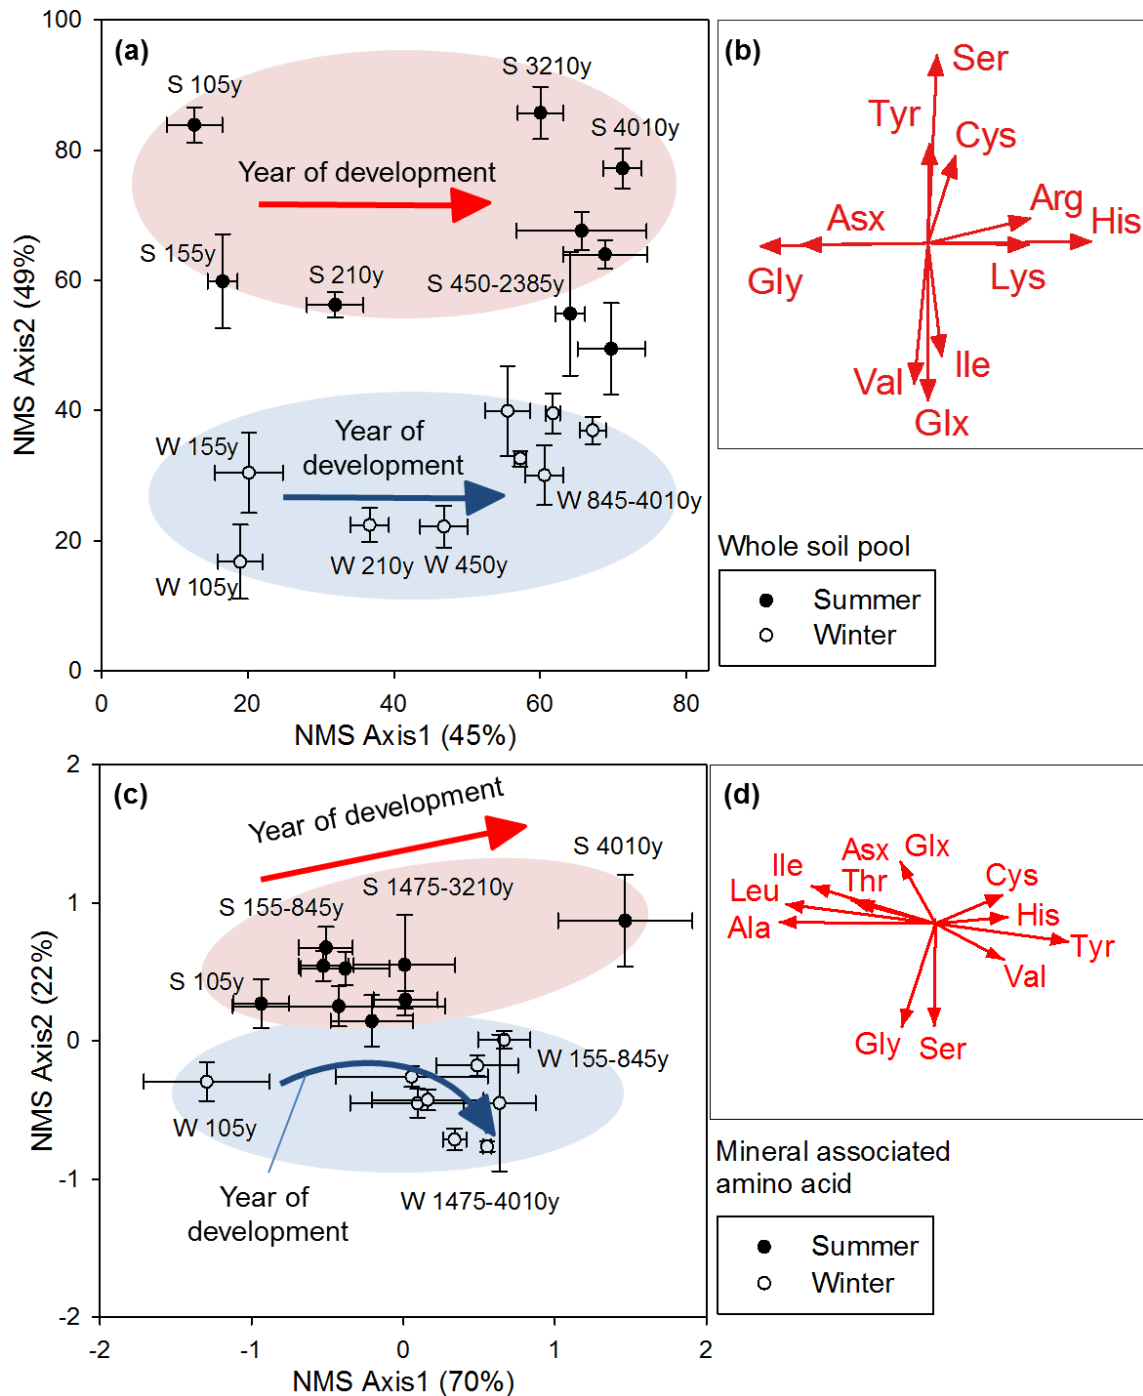 (a)
S 105y
S 3210y
S 4010y
Year of development
S 155y
S 210y
S 450-2385y
W 155y
Year of
development
W 845-4010y
W 105y
W 210y
W 450y
100
80
60
40
20
0
NMS Axis2 (49%)
0
20
40
60
80
NMS Axis1 (45%)
(b)
Ser
Tyr
Cys
Arg
His
Asx
Gly
Lys
Ile
Val
Glx
Whole soil pool
Summer
Winter
(c)
Year of development
S 4010y
S 1475-3210y
S 155-845y
S 105y
W 155-845y
W 105y
Year of
development
W 1475-4010y
2
1
0
-1
-2
NMS Axis2 (22%)
-2
-1
0
1
2
NMS Axis1 (70%)
(d)
Asx
Glx
Ile
Thr
Cys
Leu
His
Ala
Tyr
Val
Gly
Ser
Mineral associated
amino acid
Summer
Winter